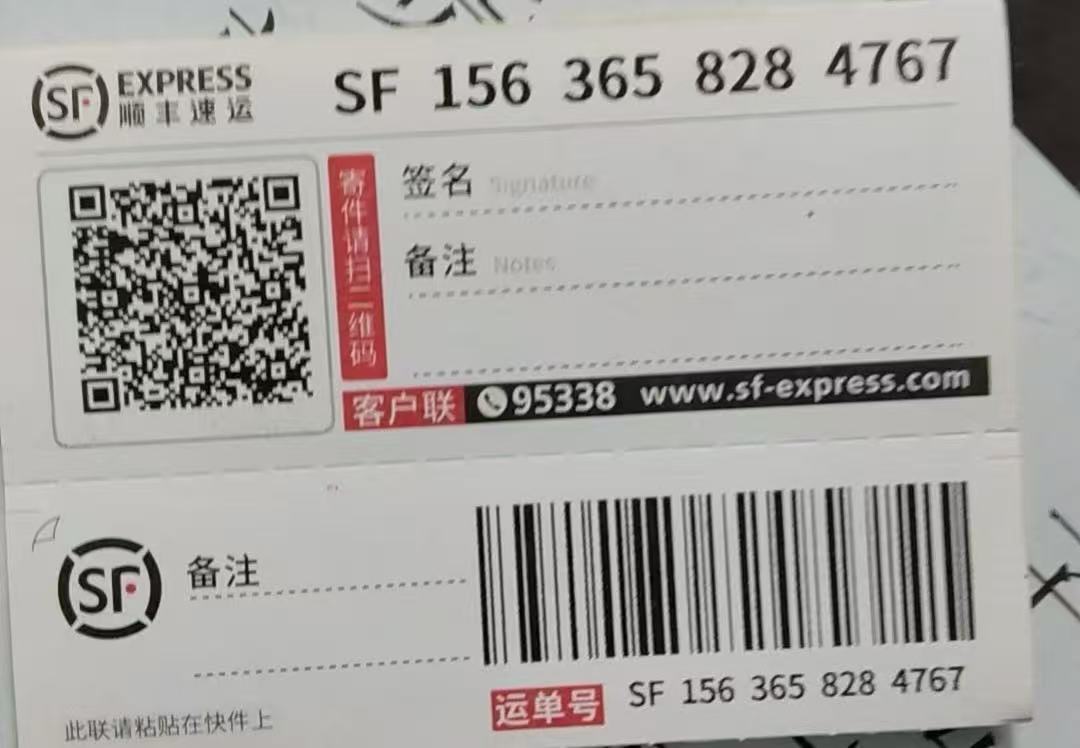 SF EXPRESS
顺丰速运
SF 156 365 828 4767
寄件请扫二维码
签名 Signature
备注 Notes
客户联 95338 www.sf-express.com
SF
备注
运单号 SF 156 365 828 4767
此联请粘贴在快件上